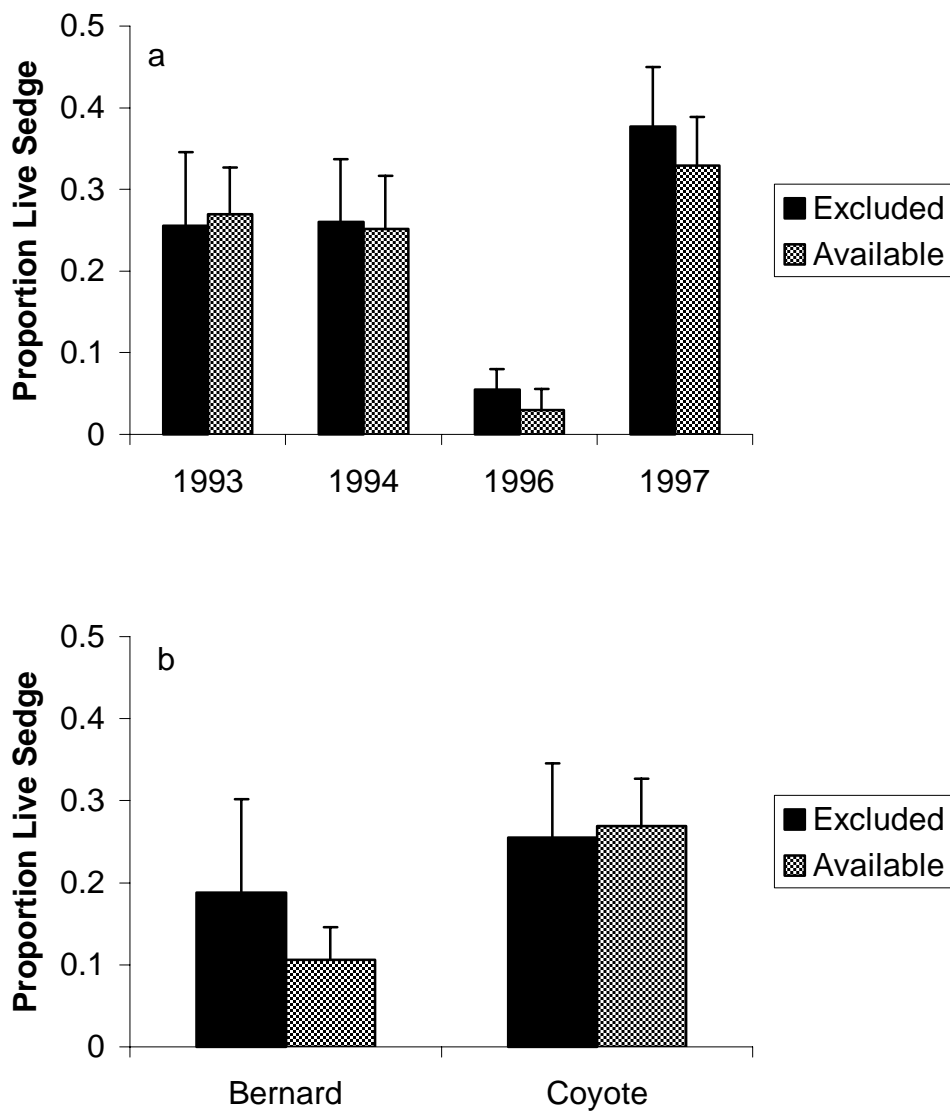 a
Proportion Live Sedge
0.5
0.4
0.3
0.2
0.1
0
1993 1994 1996 1997
Excluded
Available
b
Proportion Live Sedge
0.5
0.4
0.3
0.2
0.1
0
Bernard Coyote
Excluded
Available